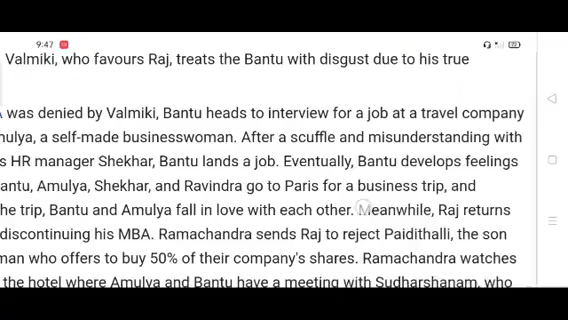 9:47
Valmiki, who favours Raj, treats the Bantu with disgust due to his true
was denied by Valmiki, Bantu heads to interview for a job at a travel company
mulya, a self-made businesswoman. After a scuffle and misunderstanding with
s HR manager Shekhar, Bantu lands a job. Eventually, Bantu develops feelings
antu, Amulya, Shekhar, and Ravindra go to Paris for a business trip, and
he trip, Bantu and Amulya fall in love with each other. Meanwhile, Raj returns
discontinuing his MBA. Ramachandra sends Raj to reject Paidithalli, the son
man who offers to buy 50% of their company's shares. Ramachandra watches
the hotel where Amulya and Bantu have a meeting with Sudharshanam, who